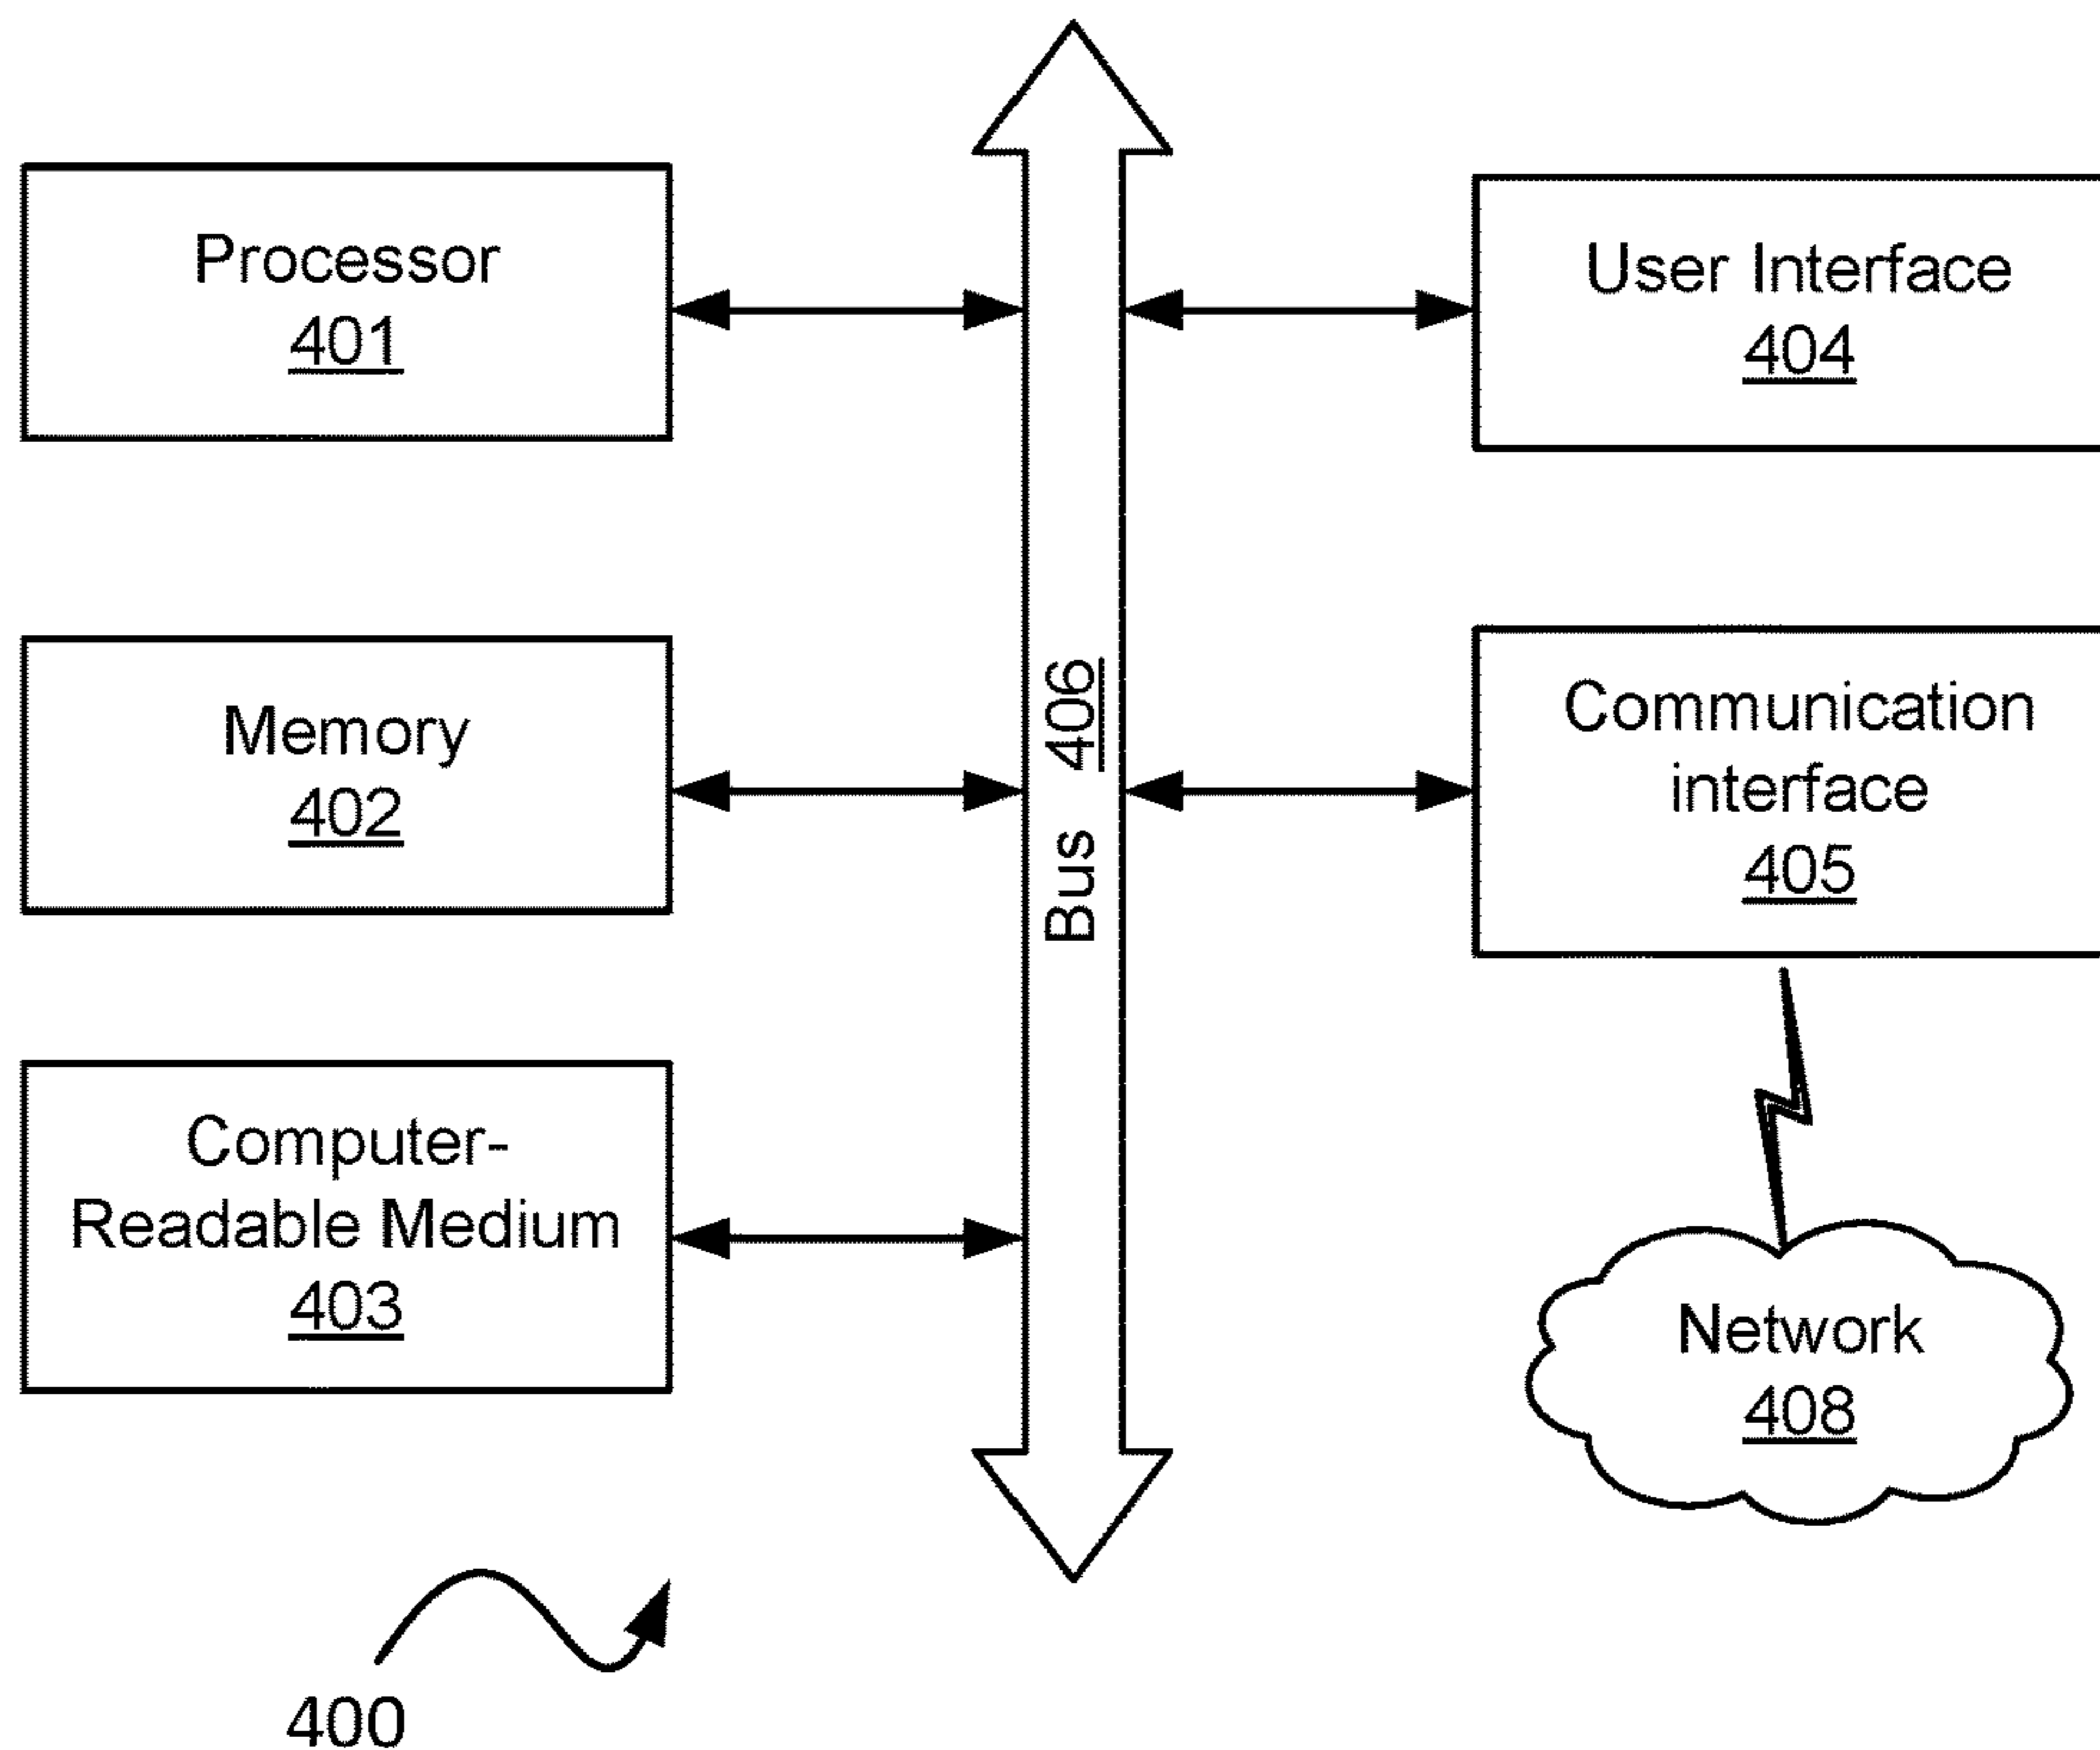 Processor
401
Memory
402
Computer-
Readable Medium
403
Bus 406
User Interface
404
Communication
interface
405
Network
408
400